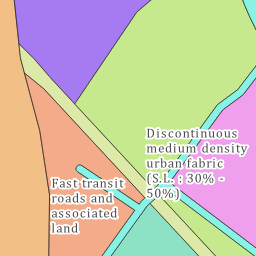 Discontinuous
medium density
urban fabric
(S.L. : 30% -
50%)
Fast transit
roads and
associated
land